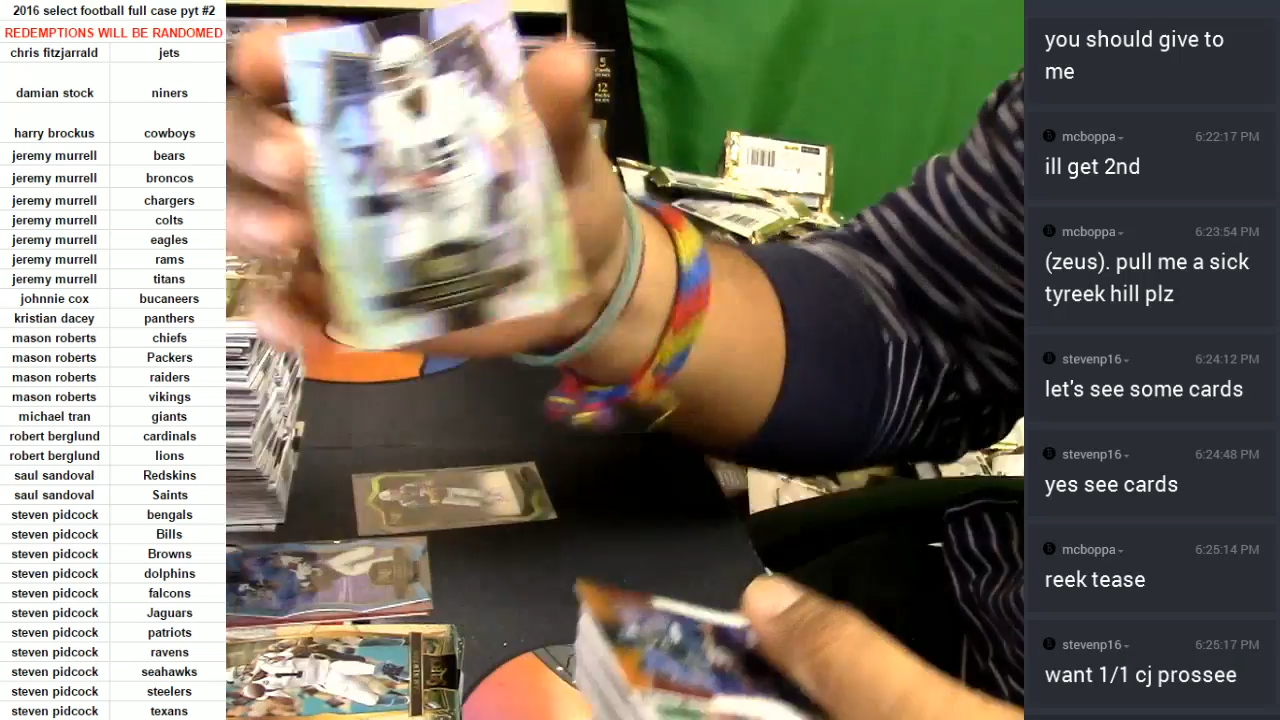 2016 select football full case pyt #2
REDEMPTIONS WILL BE RANDOMED
chris fitzjarrald jets
damian stock niners
harry brockus cowboys
jeremy murrell bears
jeremy murrell broncos
jeremy murrell chargers
jeremy murrell colts
jeremy murrell eagles
jeremy murrell rams
jeremy murrell titans
johnnie cox bucaneers
kristian dacey panthers
mason roberts chiefs
mason roberts Packers
mason roberts raiders
mason roberts vikings
michael tran giants
robert berglund cardinals
robert berglund lions
saul sandoval Redskins
saul sandoval Saints
steven pidcock bengals
steven pidcock Bills
steven pidcock Browns
steven pidcock dolphins
steven pidcock falcons
steven pidcock Jaguars
steven pidcock patriots
steven pidcock ravens
steven pidcock seahawks
steven pidcock steelers
steven pidcock texans
5
12
you should give to
me
mcboppa 6:22:17 PM
ill get 2nd
mcboppa 6:23:54 PM
(zeus). pull me a sick
tyreek hill plz
stevenp16 6:24:12 PM
let's see some cards
stevenp16 6:24:48 PM
yes see cards
mcboppa 6:25:14 PM
reek tease
stevenp16 6:25:17 PM
want 1/1 cj prossee